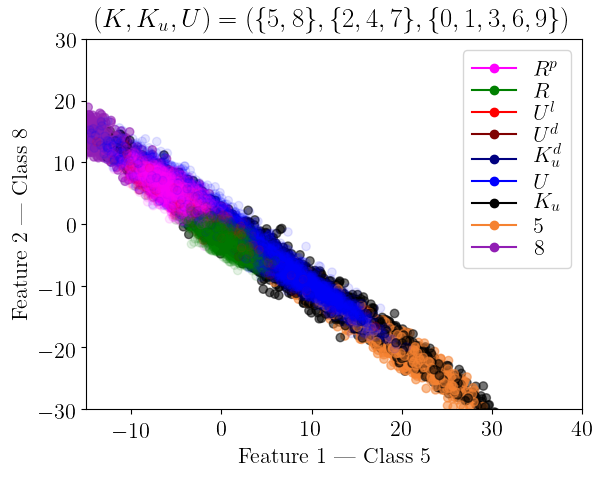 (K, K_u, U) = ({5, 8}, {2, 4, 7}, {0, 1, 3, 6, 9})
30
20
10
0
−10
−20
−30
−10
0
10
20
30
40
Feature 2 — Class 8
Feature 1 — Class 5
R^p
R
U^l
U^d
K_u^d
U
K_u
5
8